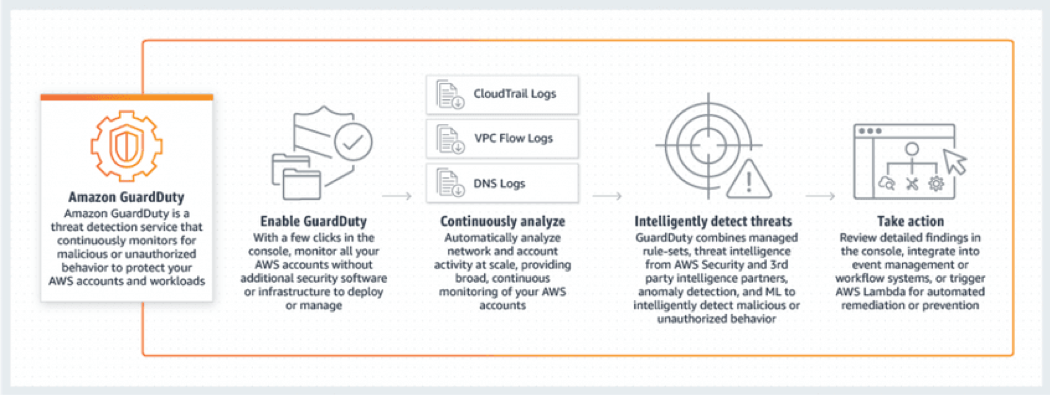 Amazon GuardDuty
Amazon GuardDuty is a
threat detection service that
continuously monitors for
malicious or unauthorized
behavior to protect your
AWS accounts and workloads
Enable GuardDuty
With a few clicks in the
console, monitor all your
AWS accounts without
additional security software
or infrastructure to deploy
or manage
CloudTrail Logs
VPC Flow Logs
DNS Logs
Continuously analyze
Automatically analyze
network and account
activity at scale, providing
broad, continuous
monitoring of your AWS
accounts
Intelligently detect threats
GuardDuty combines managed
rule-sets, threat intelligence
from AWS Security and 3rd
party intelligence partners,
anomaly detection, and ML to
intelligently detect malicious or
unauthorized behavior
Take action
Review detailed findings in
the console, integrate into
event management or
workflow systems, or trigger
AWS Lambda for automated
remediation or prevention